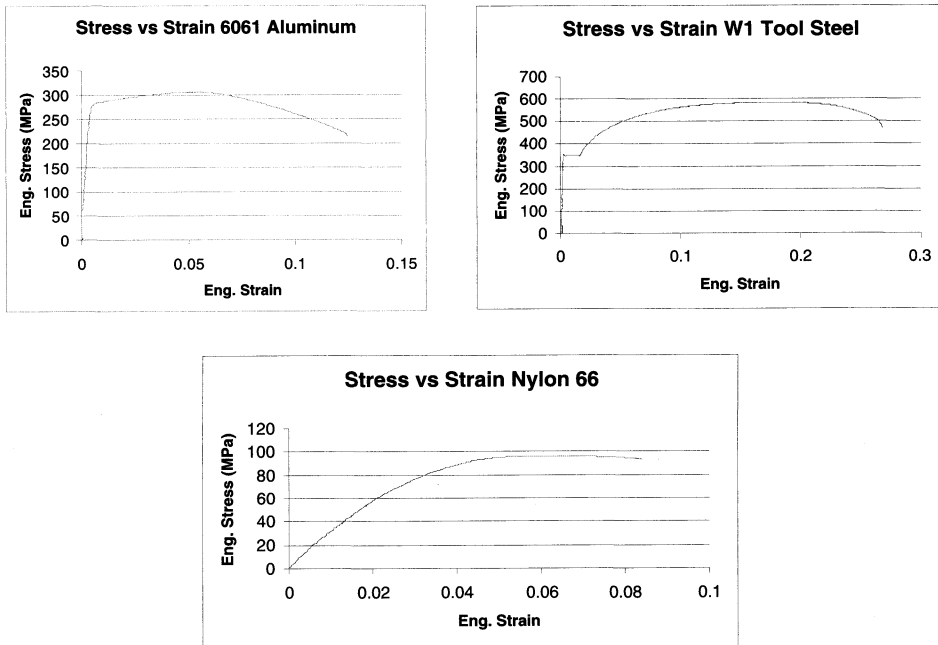 Stress vs Strain 6061 Aluminum
350
300
250
200
150
100
50
0
Eng. Stress (MPa)
0 0.05 0.1 0.15
Eng. Strain
Stress vs Strain W1 Tool Steel
700
600
500
400
300
200
100
0
Eng. Stress (MPa)
0 0.1 0.2 0.3
Eng. Strain
Stress vs Strain Nylon 66
120
100
80
60
40
20
0
Eng. Stress (MPa)
0 0.02 0.04 0.06 0.08 0.1
Eng. Strain